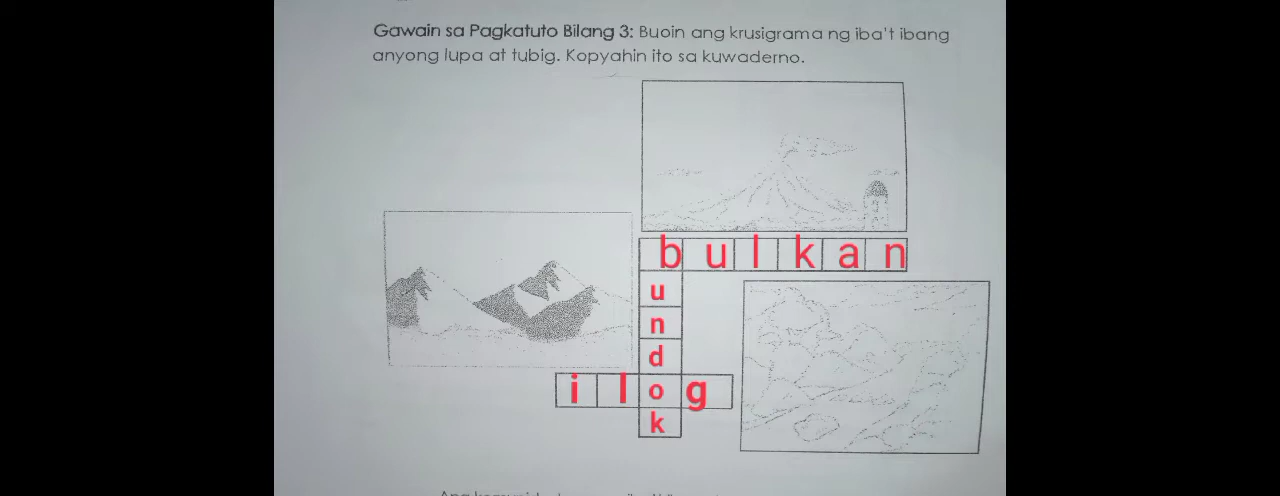 Gawain sa Pagkatuto Bilang 3: Buoin ang krusigrama ng iba't ibang
anyong lupa at tubig. Kopyahin ito sa kuwaderno.
bulkan
u
n
d
ilog
k